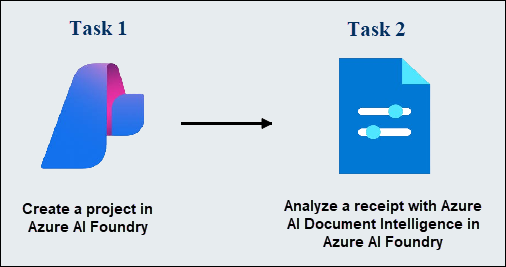 Task 1
Task 2
Create a project in
Azure AI Foundry
Analyze a receipt with Azure
AI Document Intelligence in
Azure AI Foundry